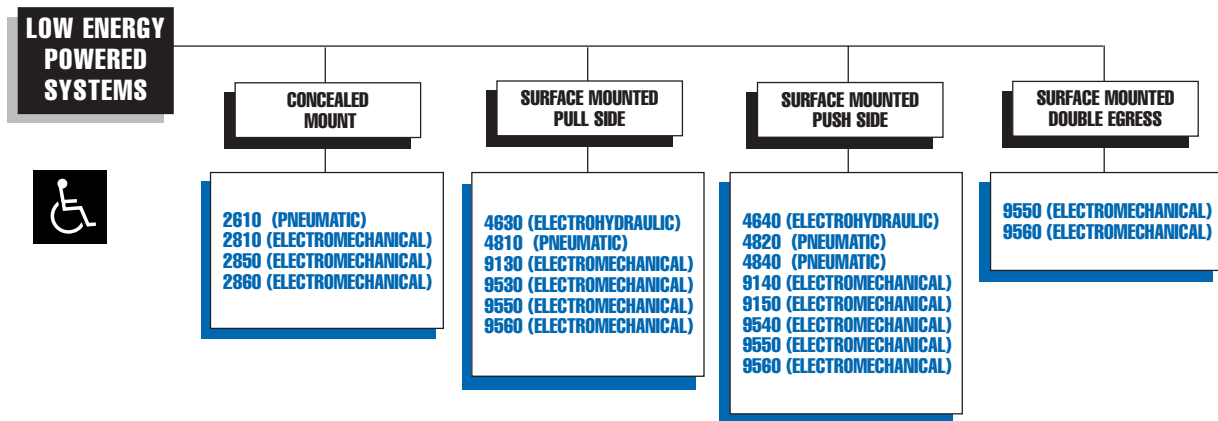 LOW ENERGY
POWERED
SYSTEMS
CONCEALED
MOUNT
2610 (PNEUMATIC)
2810 (ELECTROMECHANICAL)
2850 (ELECTROMECHANICAL)
2860 (ELECTROMECHANICAL)
SURFACE MOUNTED
PULL SIDE
4630 (ELECTROHYDRAULIC)
4810 (PNEUMATIC)
9130 (ELECTROMECHANICAL)
9530 (ELECTROMECHANICAL)
9550 (ELECTROMECHANICAL)
9560 (ELECTROMECHANICAL)
SURFACE MOUNTED
PUSH SIDE
4640 (ELECTROHYDRAULIC)
4820 (PNEUMATIC)
4840 (PNEUMATIC)
9140 (ELECTROMECHANICAL)
9150 (ELECTROMECHANICAL)
9540 (ELECTROMECHANICAL)
9550 (ELECTROMECHANICAL)
9560 (ELECTROMECHANICAL)
SURFACE MOUNTED
DOUBLE EGRESS
9550 (ELECTROMECHANICAL)
9560 (ELECTROMECHANICAL)